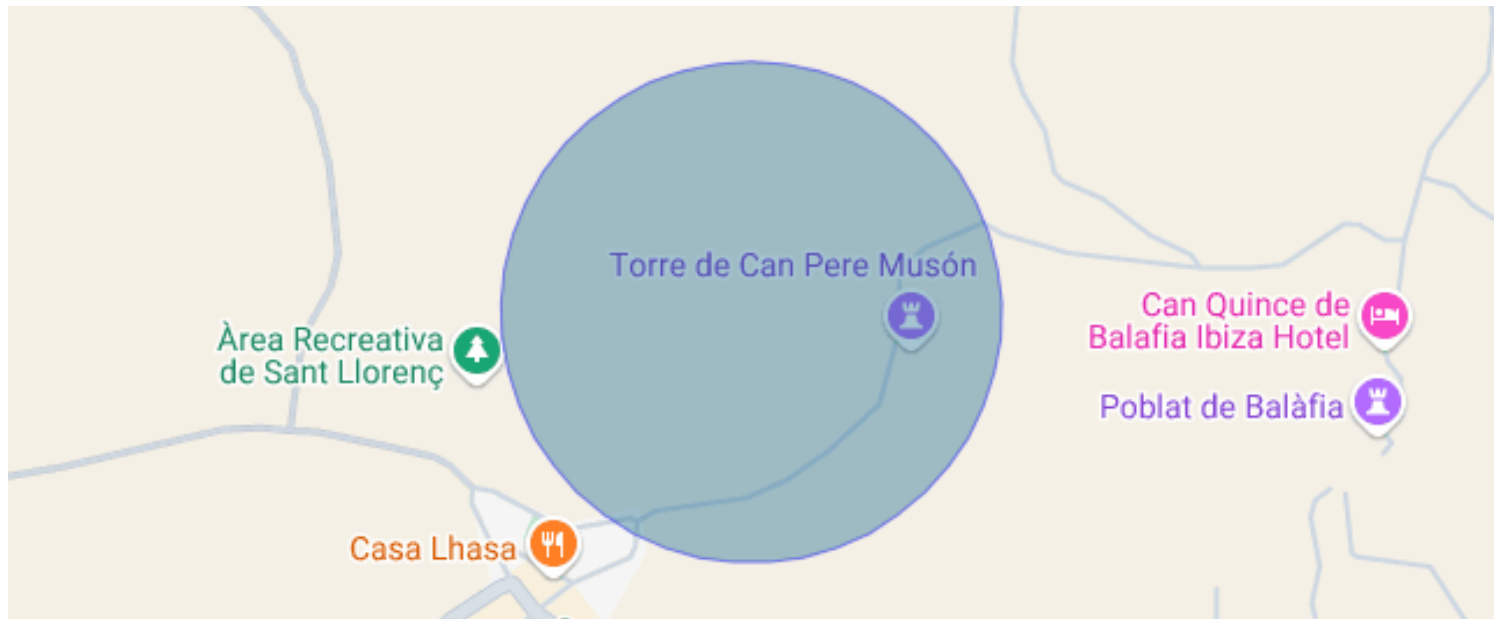 Torre de Can Pere Musón
Can Quince de
Balafia Ibiza Hotel
Àrea Recreativa
de Sant Llorenç
Poblat de Balàfia
Casa Lhasa